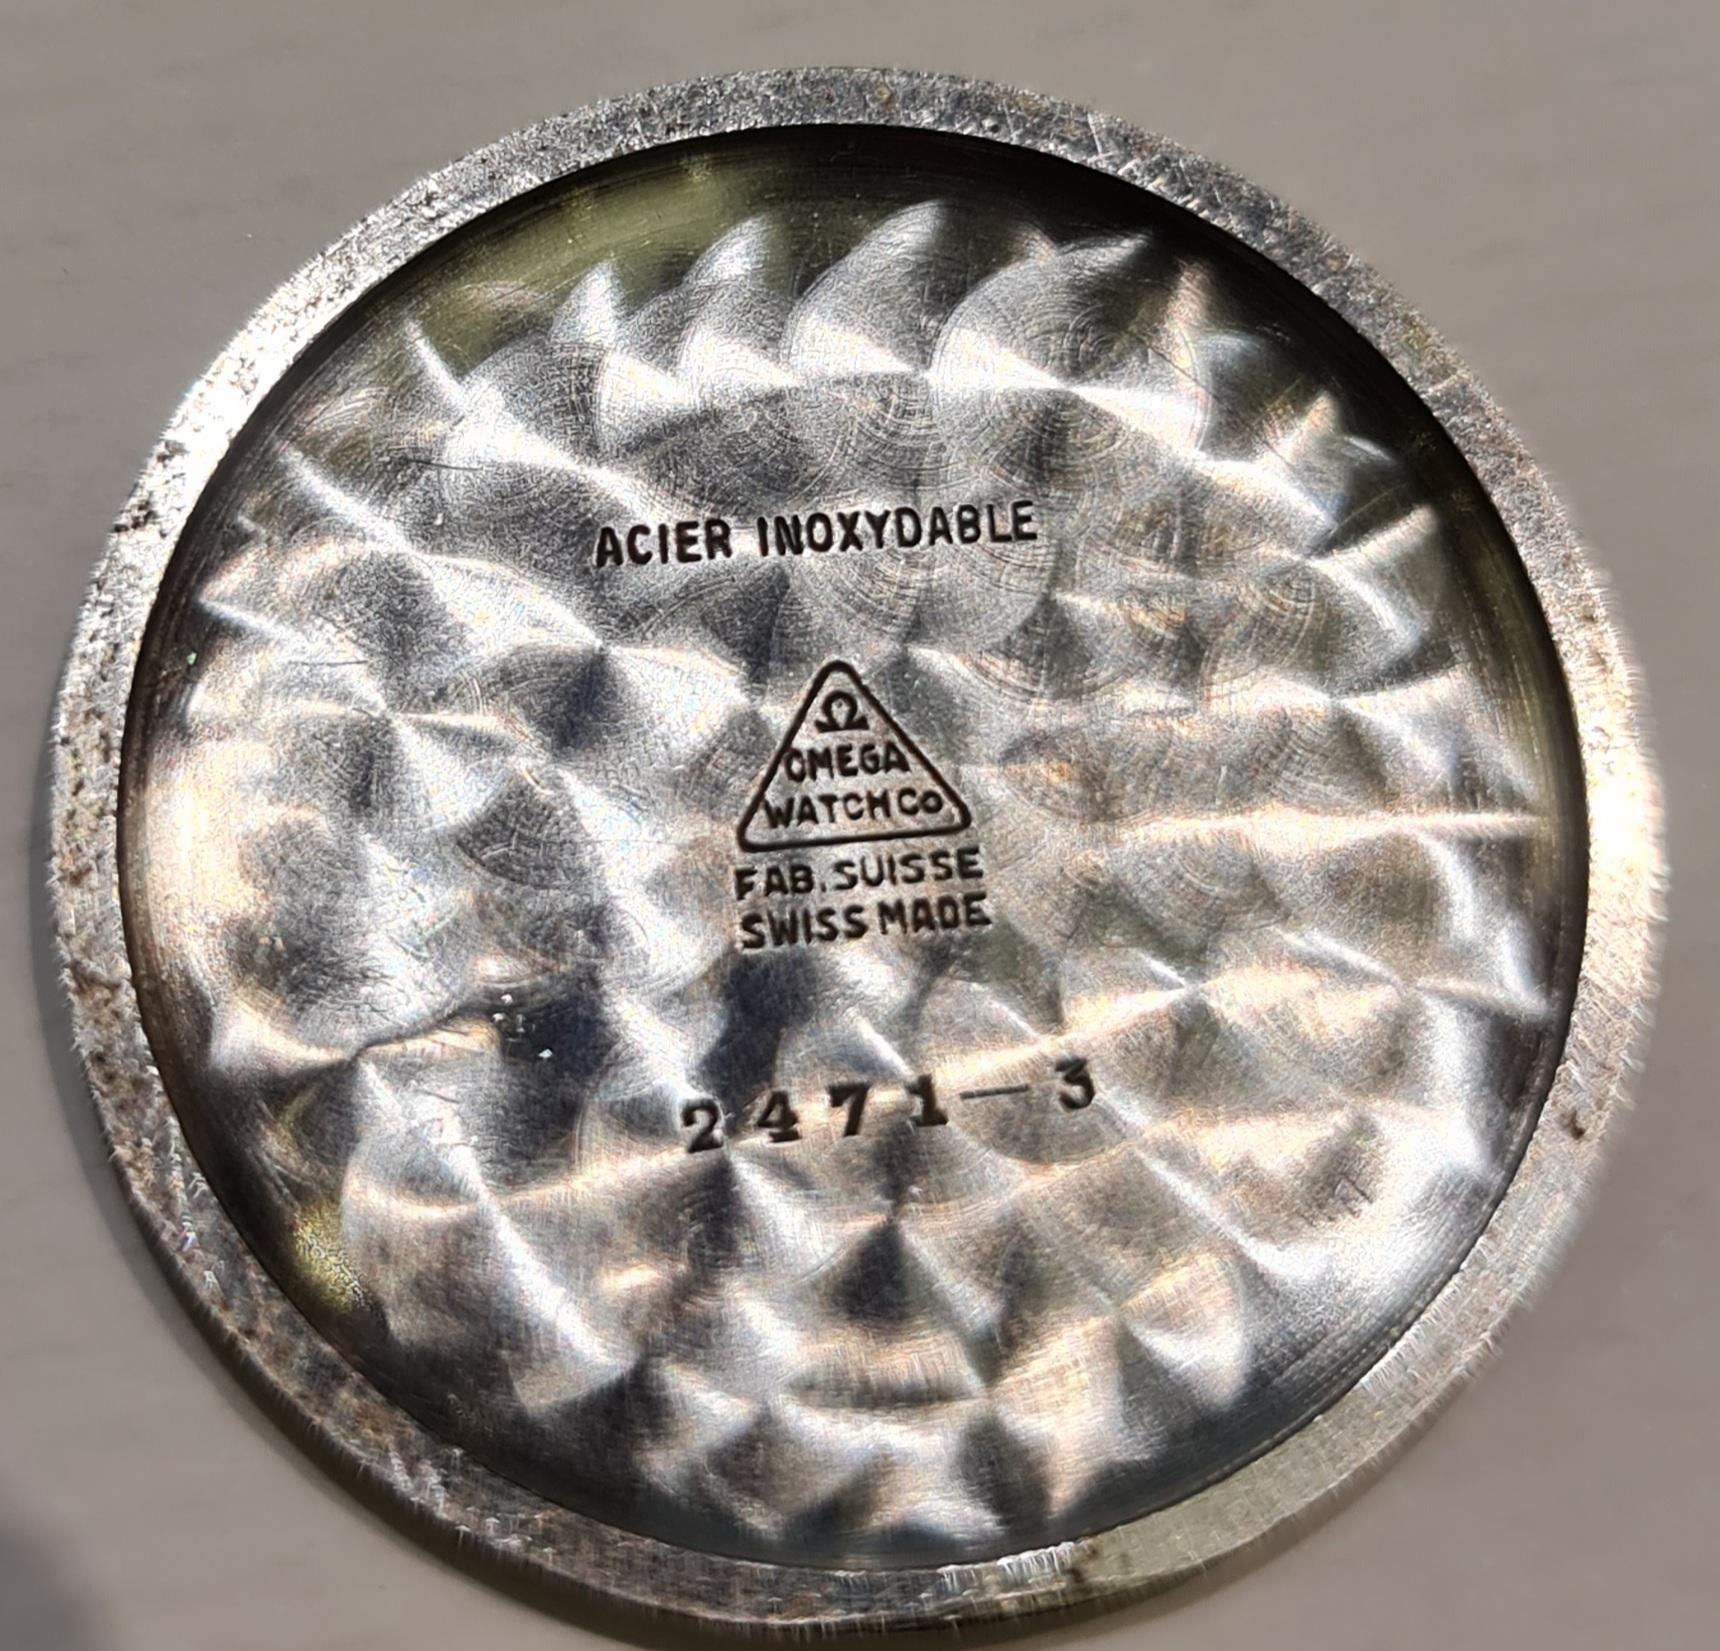 ACIER INOXYDABLE
Ω
OMEGA
WATCH CO
FAB. SUISSE
SWISS MADE
2471-3